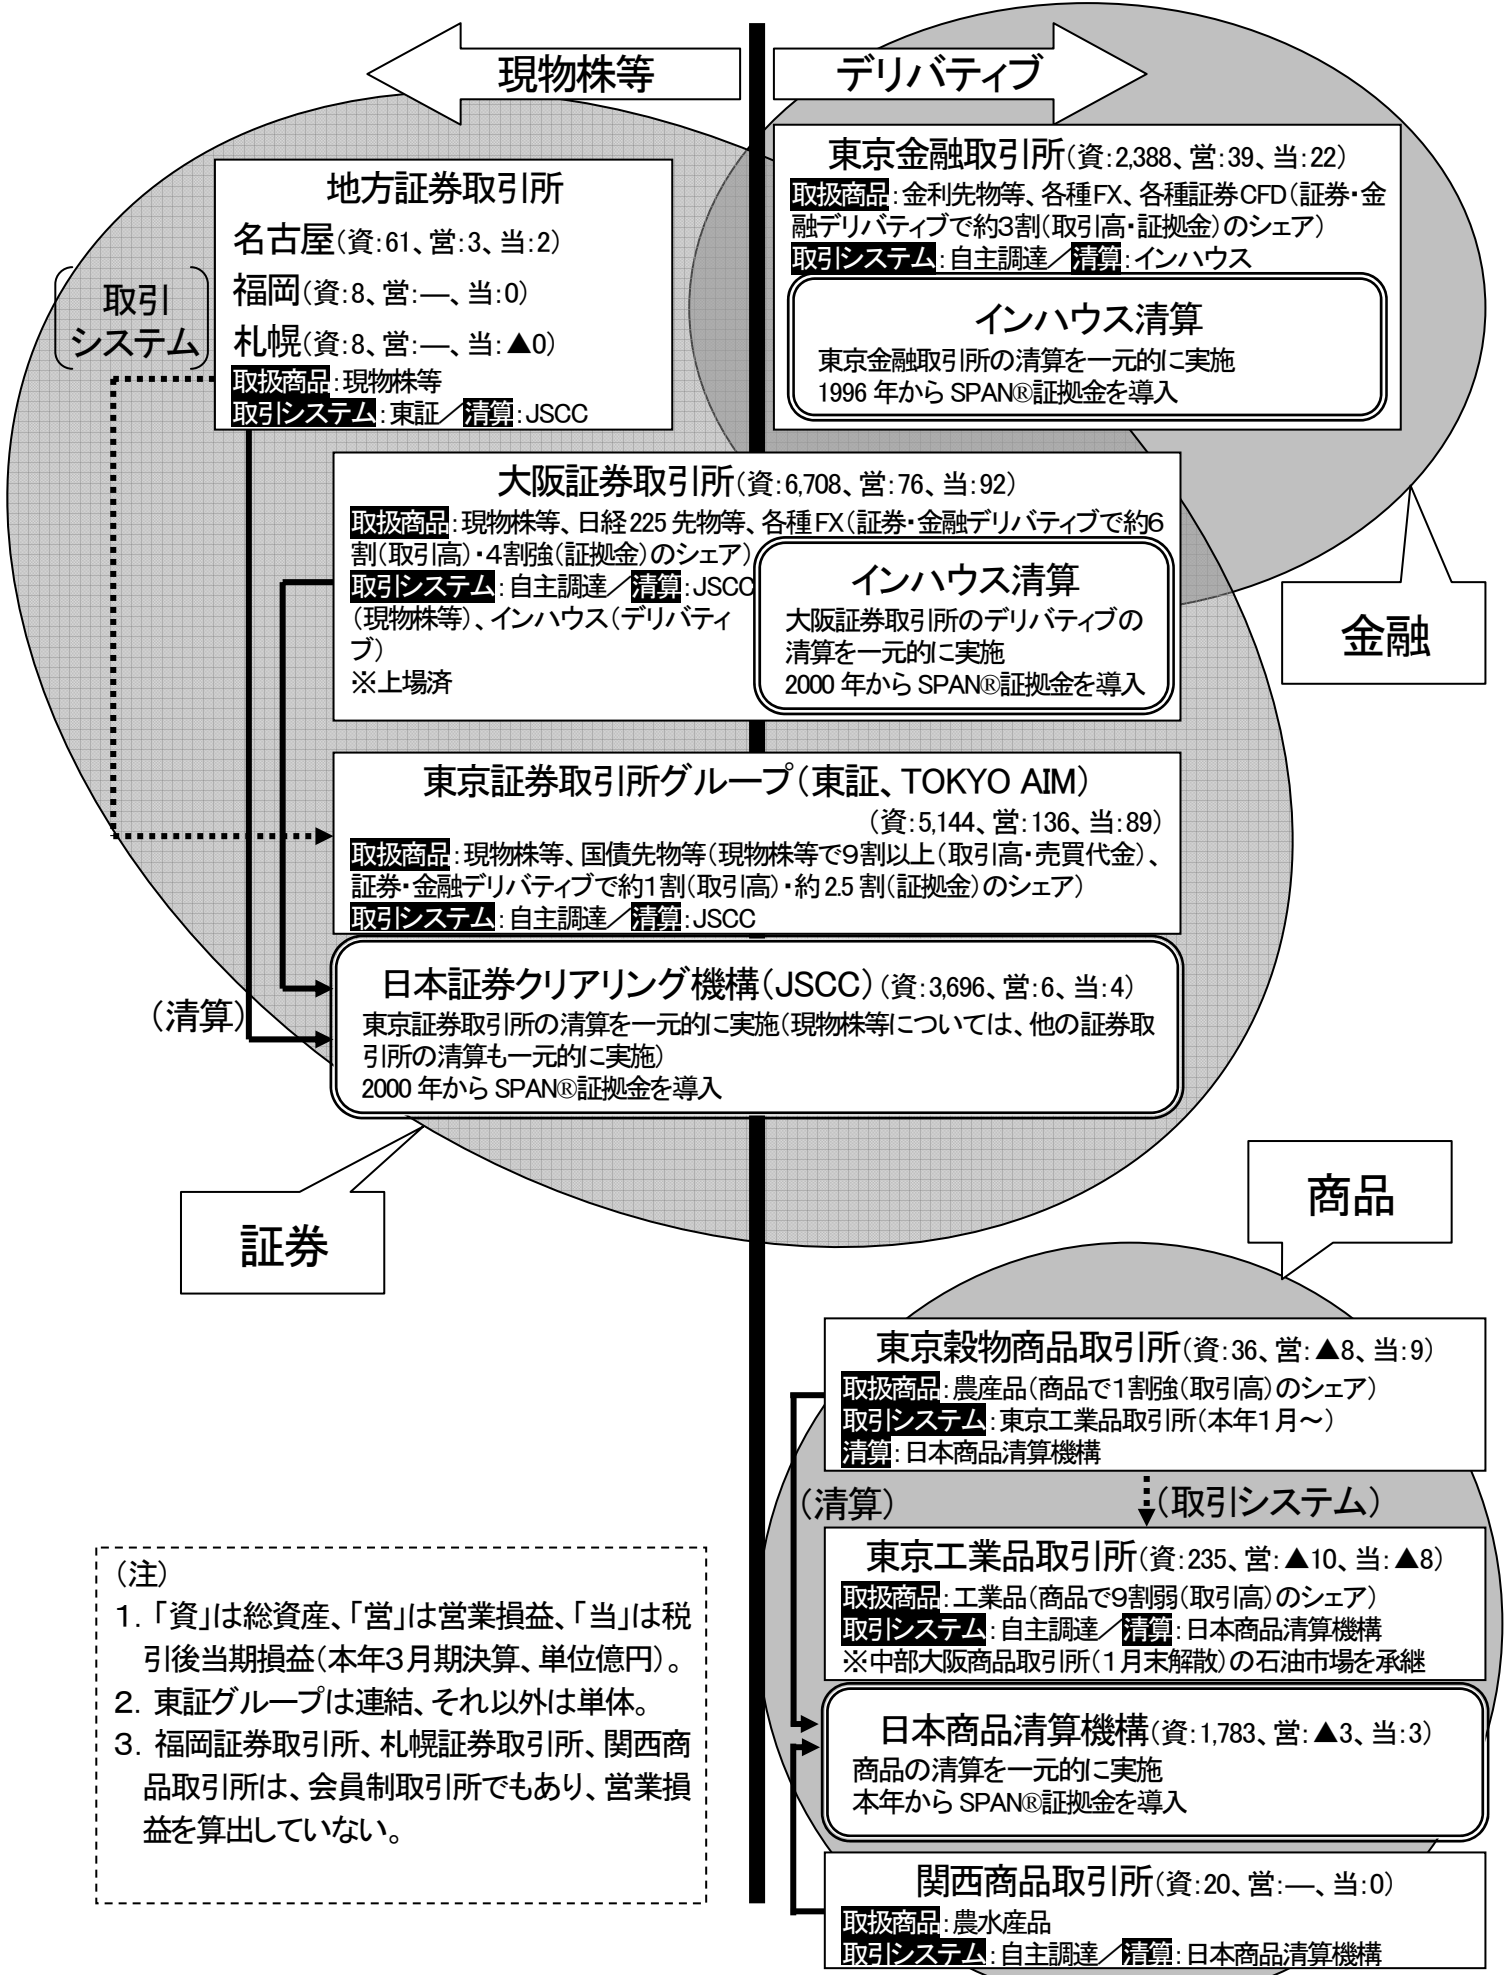 現物株等
デリバティブ
地方証券取引所
名古屋(資:61、営:3、当:2)
福岡(資:8、営:―、当:0)
札幌(資:8、営:―、当:▲0)
取扱商品:現物株等
取引システム:東証/清算:JSCC
取引
システム
東京金融取引所(資:2,388、営:39、当:22)
取扱商品:金利先物等、各種FX、各種証券CFD(証券・金
融デリバティブで約3割(取引高・証拠金)のシェア)
取引システム:自主調達/清算:インハウス
インハウス清算
東京金融取引所の清算を一元的に実施
1996年からSPAN®証拠金を導入
大阪証券取引所(資:6,708、営:76、当:92)
取扱商品:現物株等、日経225先物等、各種FX(証券・金融デリバティブで約6
割(取引高)・4割強(証拠金)のシェア)
取引システム:自主調達/清算:JSCC
(現物株等)、インハウス(デリバティ
ブ)
※上場済
インハウス清算
大阪証券取引所のデリバティブの
清算を一元的に実施
2000年からSPAN®証拠金を導入
金融
東京証券取引所グループ(東証、TOKYO AIM)
(資:5,144、営:136、当:89)
取扱商品:現物株等、国債先物等(現物株等で9割以上(取引高・売買代金)、
証券・金融デリバティブで約1割(取引高)・約2.5割(証拠金)のシェア)
取引システム:自主調達/清算:JSCC
日本証券クリアリング機構(JSCC)(資:3,696、営:6、当:4)
東京証券取引所の清算を一元的に実施(現物株等については、他の証券取
引所の清算も一元的に実施)
2000年からSPAN®証拠金を導入
(清算)
証券
商品
東京穀物商品取引所(資:36、営:▲8、当:9)
取扱商品:農産品(商品で1割強(取引高)のシェア)
取引システム:東京工業品取引所(本年1月~)
清算:日本商品清算機構
(清算)
(取引システム)
東京工業品取引所(資:235、営:▲10、当:▲8)
取扱商品:工業品(商品で9割弱(取引高)のシェア)
取引システム:自主調達/清算:日本商品清算機構
※中部大阪商品取引所(1月末解散)の石油市場を承継
日本商品清算機構(資:1,783、営:▲3、当:3)
商品の清算を一元的に実施
本年からSPAN®証拠金を導入
関西商品取引所(資:20、営:―、当:0)
取扱商品:農水産品
取引システム:自主調達/清算:日本商品清算機構
(注)
1.「資」は総資産、「営」は営業損益、「当」は税
引後当期損益(本年3月期決算、単位億円)。
2. 東証グループは連結、それ以外は単体。
3. 福岡証券取引所、札幌証券取引所、関西商
品取引所は、会員制取引所でもあり、営業損
益を算出していない。